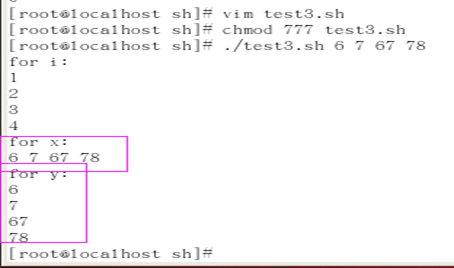 [root@localhost sh]# vim test3.sh
[root@localhost sh]# chmod 777 test3.sh
[root@localhost sh]# ./test3.sh 6 7 67 78
for i:
1
2
3
4
for x:
6 7 67 78
for y:
6
7
67
78
[root@localhost sh]#